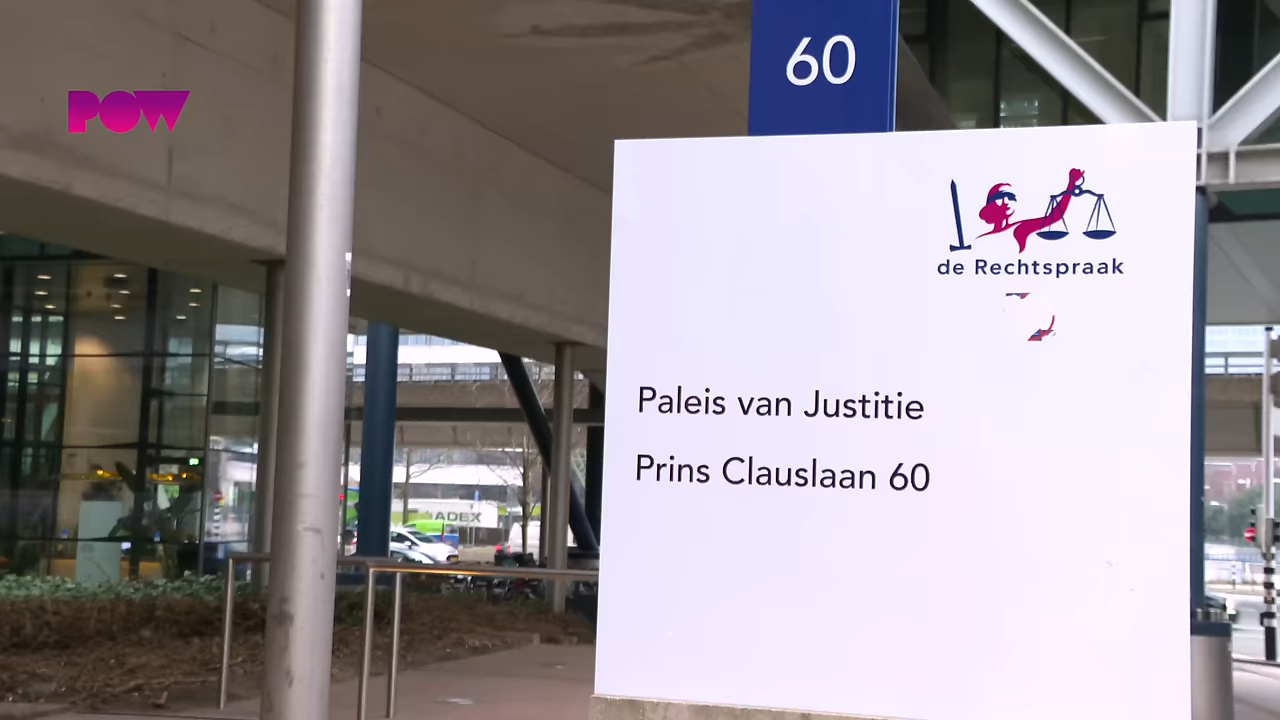 POW
60
de Rechtspraak
Paleis van Justitie
Prins Clauslaan 60
ADEX